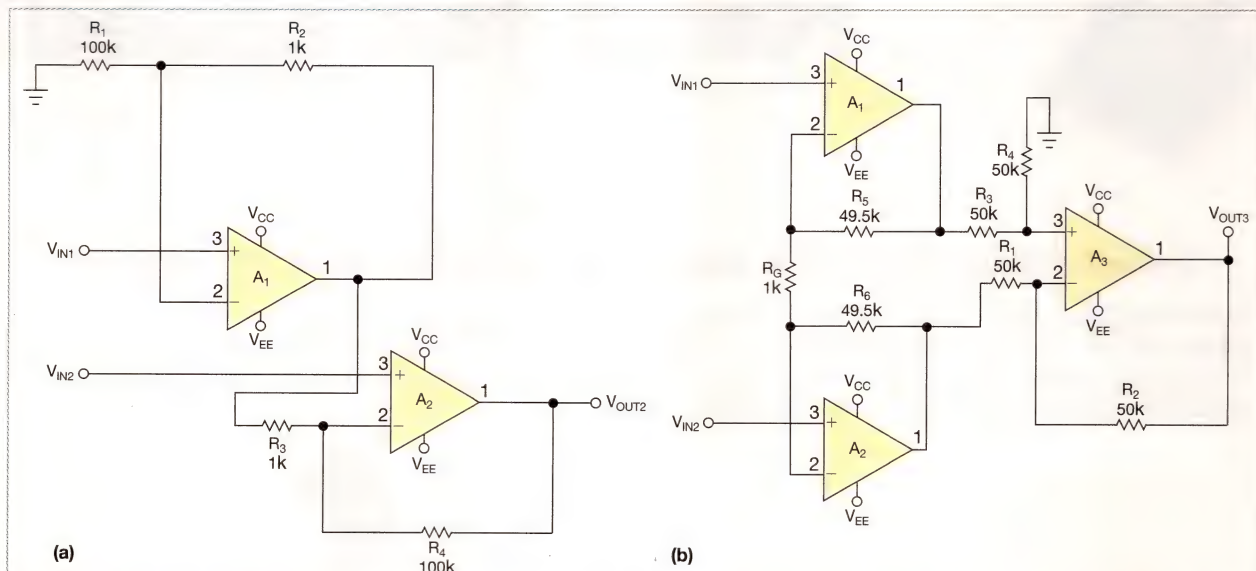 R1
100k
R2
1k
VCC
VIN1
3
+
A1
1
2
−
VEE
VCC
VIN2
3
+
A2
1
VOUT2
2
−
R3
1k
VEE
R4
100k
(a)
VCC
VIN1
3
+
A1
1
2
−
VEE
R4
50k
R5
49.5k
R3
50k
VCC
VOUT3
3
+
A3
1
R1
50k
2
−
RG
1k
R6
49.5k
VEE
VCC
R2
50k
VIN2
3
+
A2
1
2
−
VEE
(b)